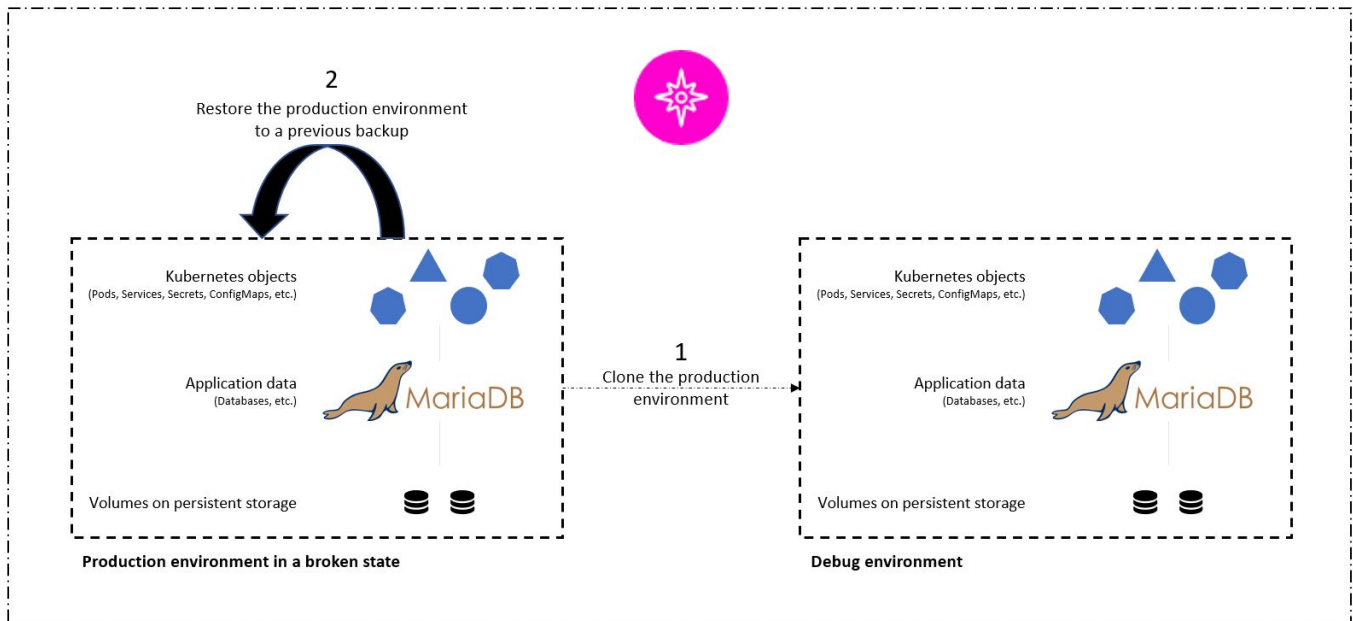 2
Restore the production environment
to a previous backup
Kubernetes objects
(Pods, Services, Secrets, ConfigMaps, etc.)
Application data
(Databases, etc.)
MariaDB
Volumes on persistent storage
Production environment in a broken state
1
Clone the production
environment
Kubernetes objects
(Pods, Services, Secrets, ConfigMaps, etc.)
Application data
(Databases, etc.)
MariaDB
Volumes on persistent storage
Debug environment